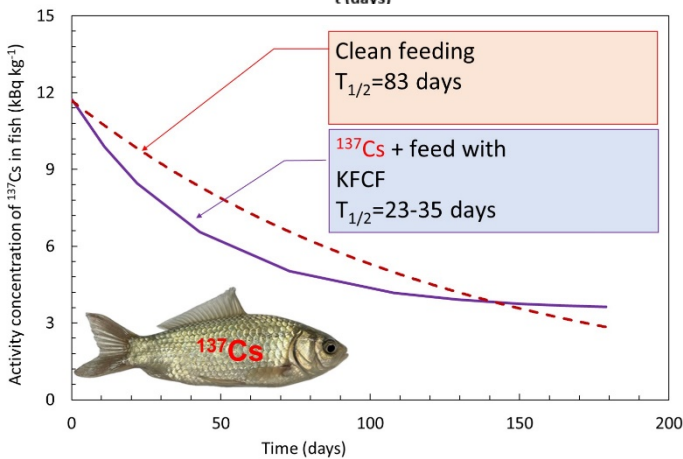 t (days)
15
12
9
6
3
0
Activity concentration of ¹³⁷Cs in fish (kBq kg⁻¹)
Clean feeding
T₁/₂=83 days
¹³⁷Cs + feed with
KFCF
T₁/₂=23-35 days
¹³⁷Cs
0 50 100 150 200
Time (days)